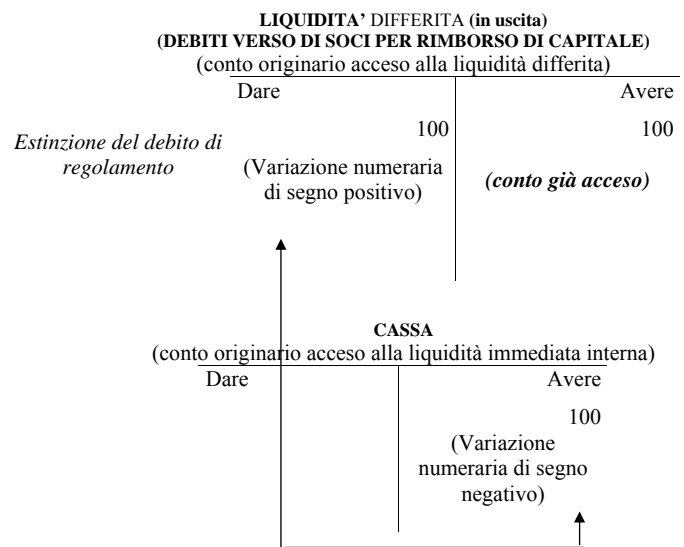 LIQUIDITA' DIFFERITA (in uscita)
(DEBITI VERSO DI SOCI PER RIMBORSO DI CAPITALE)
(conto originario acceso alla liquidità differita)
Dare Avere
100 100
Estinzione del debito di
regolamento
(Variazione numeraria
di segno positivo)
(conto già acceso)
CASSA
(conto originario acceso alla liquidità immediata interna)
Dare Avere
100
(Variazione
numeraria di segno
negativo)